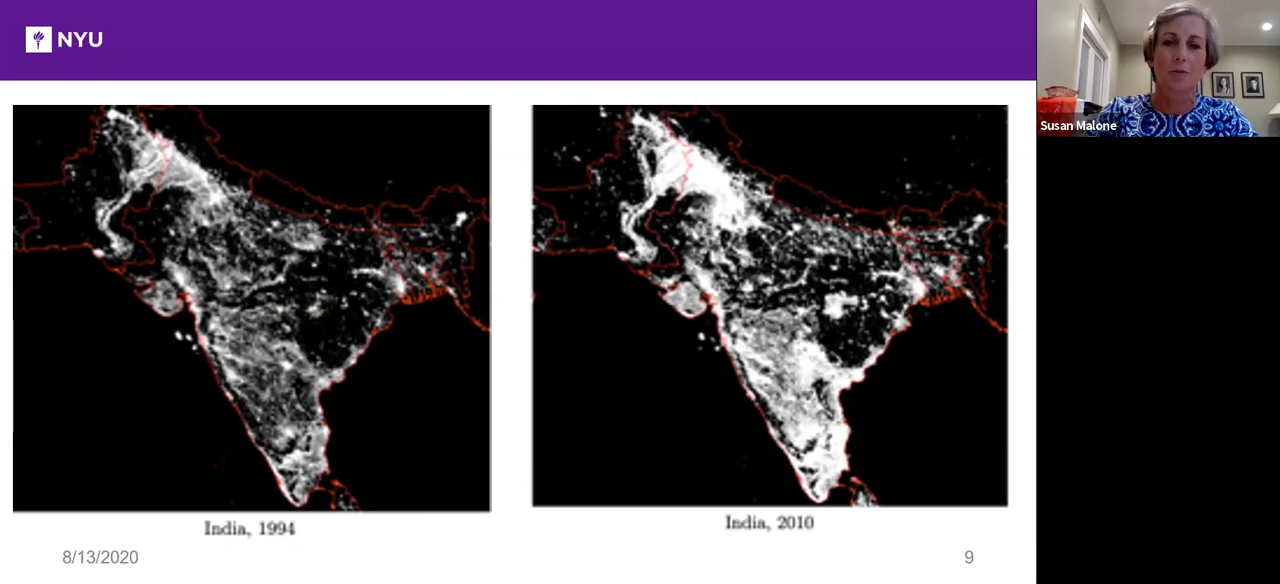 NYU
Susan Malone
India, 1994
India, 2010
8/13/2020
9